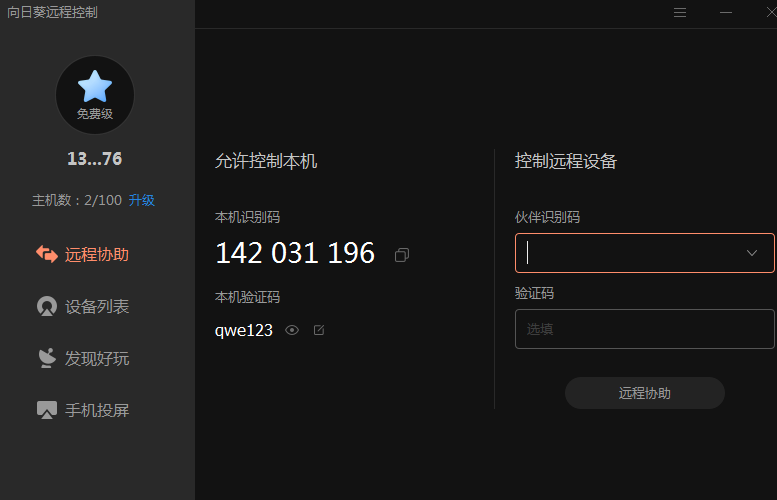 向日葵远程控制
免费级
13...76
主机数：2/100 升级
远程协助
设备列表
发现好玩
手机投屏
允许控制本机
本机识别码
142 031 196
本机验证码
qwe123
控制远程设备
伙伴识别码
验证码
选填
远程协助